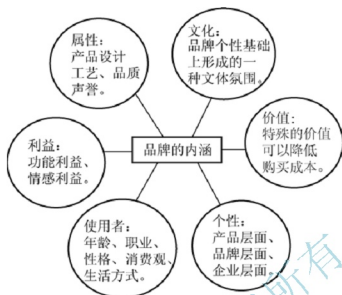 属性：
产品设计
工艺、品质
声誉。
文化：
品牌个性基础
上形成的一
种文体氛围。
利益：
功能利益、
情感利益。
品牌的内涵
价值：
特殊的价值
可以降低
购买成本。
使用者：
年龄、职业、
性格、消费观、
生活方式。
个性：
产品层面、
品牌层面、
企业层面。
所有